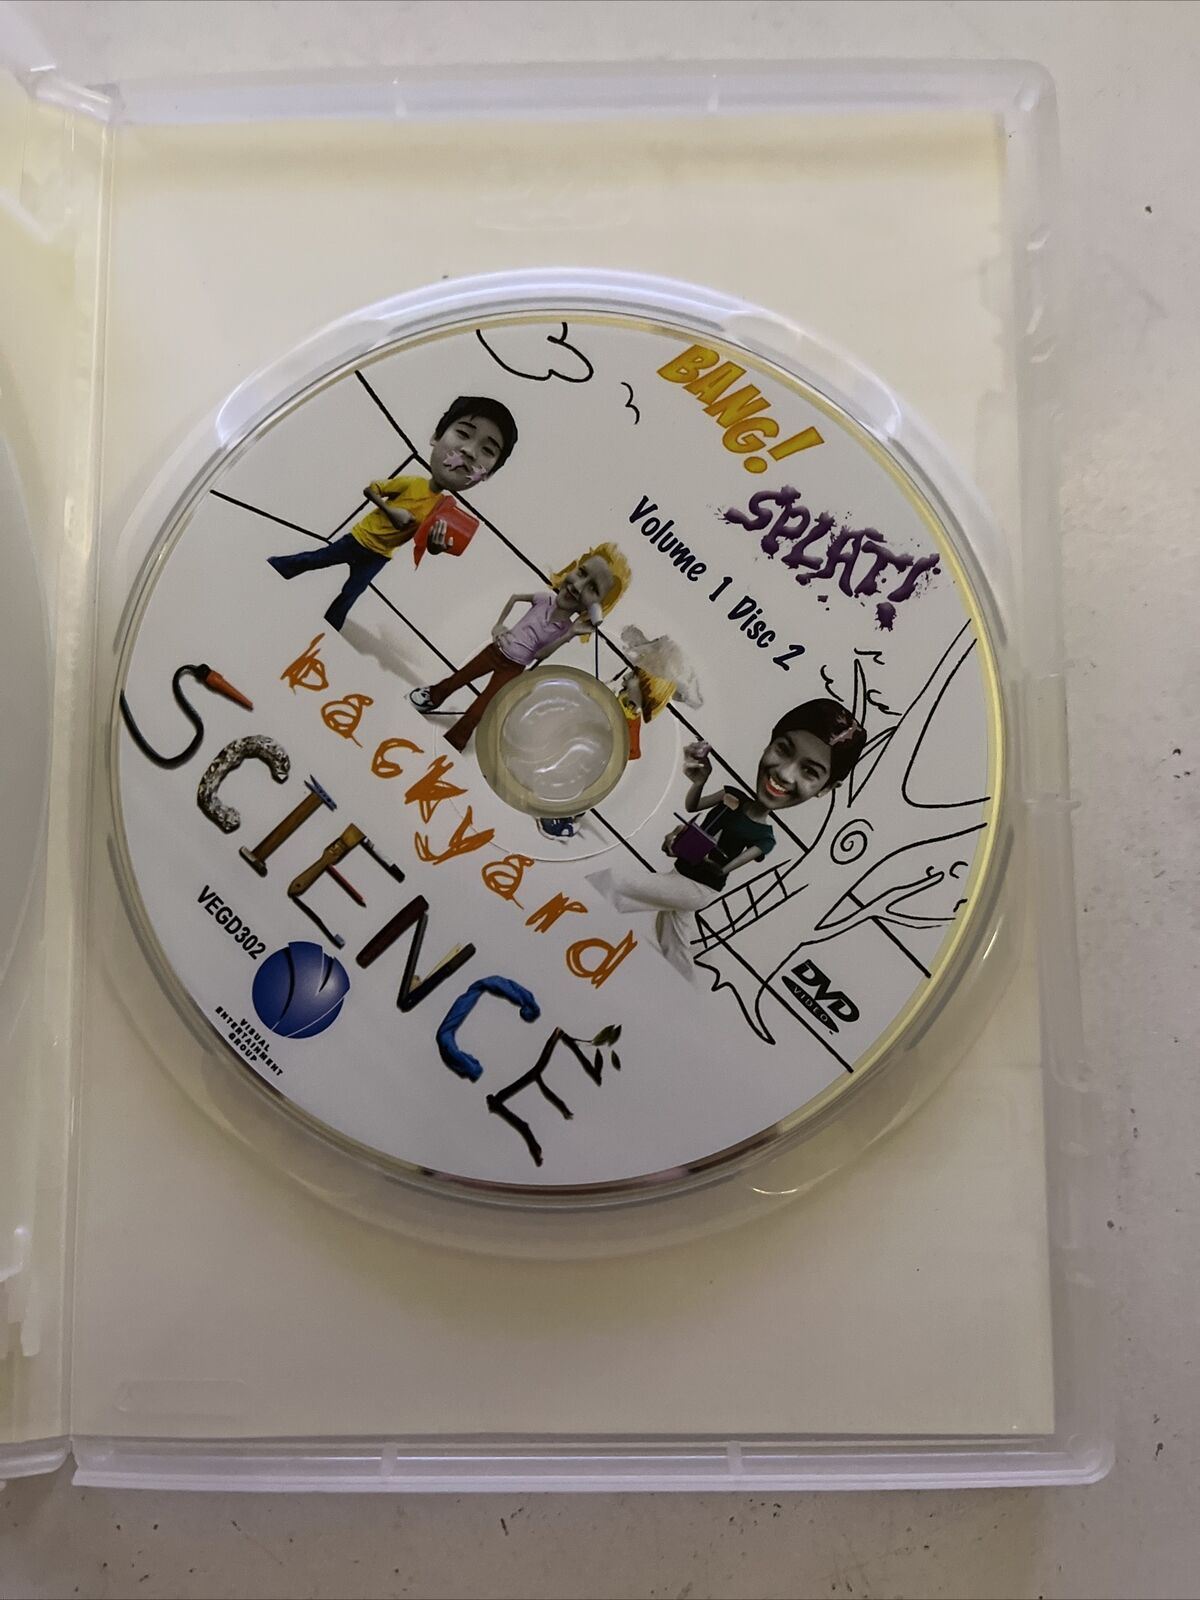 BANG!
SPLAT!
Volume 1 Disc 2
backyard
SCIENCE
VEGD302
VISUAL
ENTERTAINMENT
GROUP
DVD
VIDEO